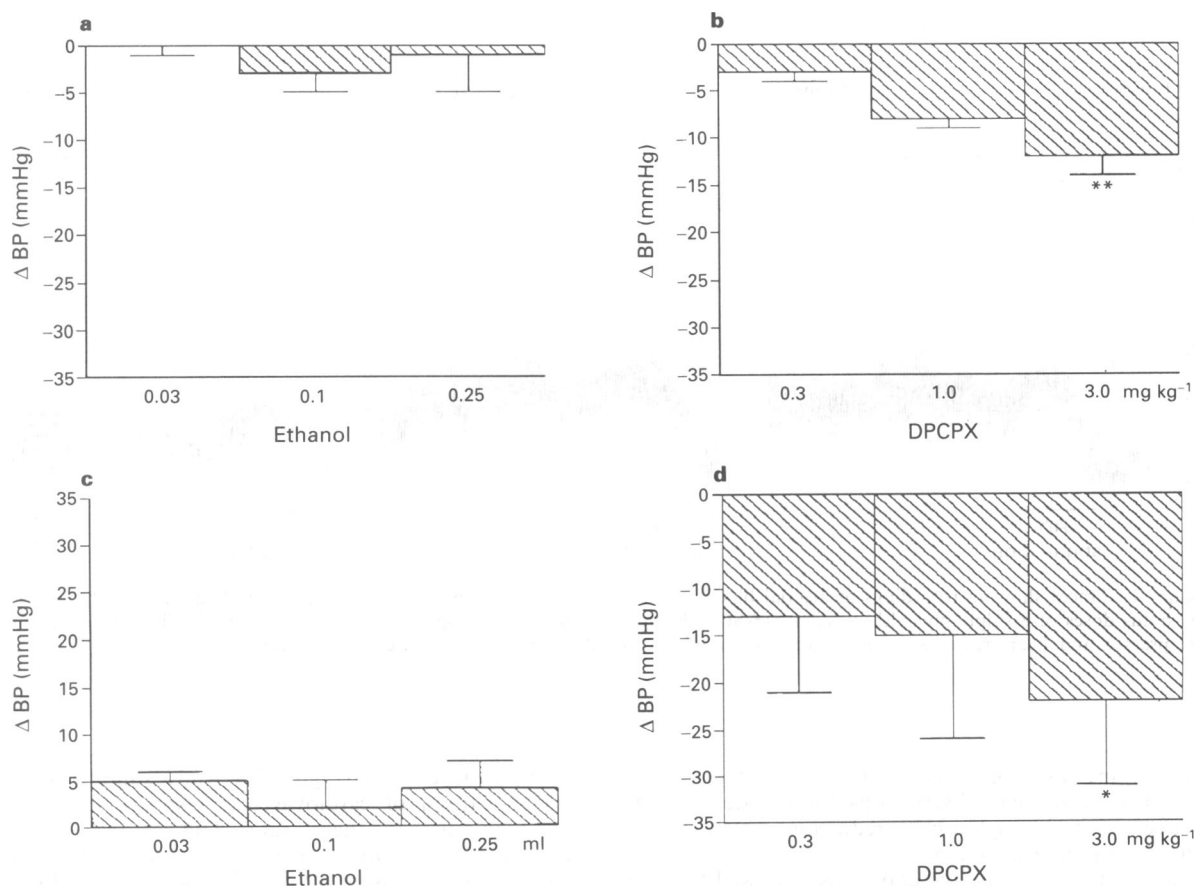 a
Δ BP (mmHg)
0
−5
−10
−15
−20
−25
−30
−35
0.03 0.1 0.25
Ethanol
b
Δ BP (mmHg)
0
−5
−10
−15
−20
−25
−30
−35
**
0.3 1.0 3.0 mg kg⁻¹
DPCPX
c
Δ BP (mmHg)
35
30
25
20
15
10
5
0
0.03 0.1 0.25 ml
Ethanol
d
Δ BP (mmHg)
0
−5
−10
−15
−20
−25
−30
−35
*
0.3 1.0 3.0 mg kg⁻¹
DPCPX